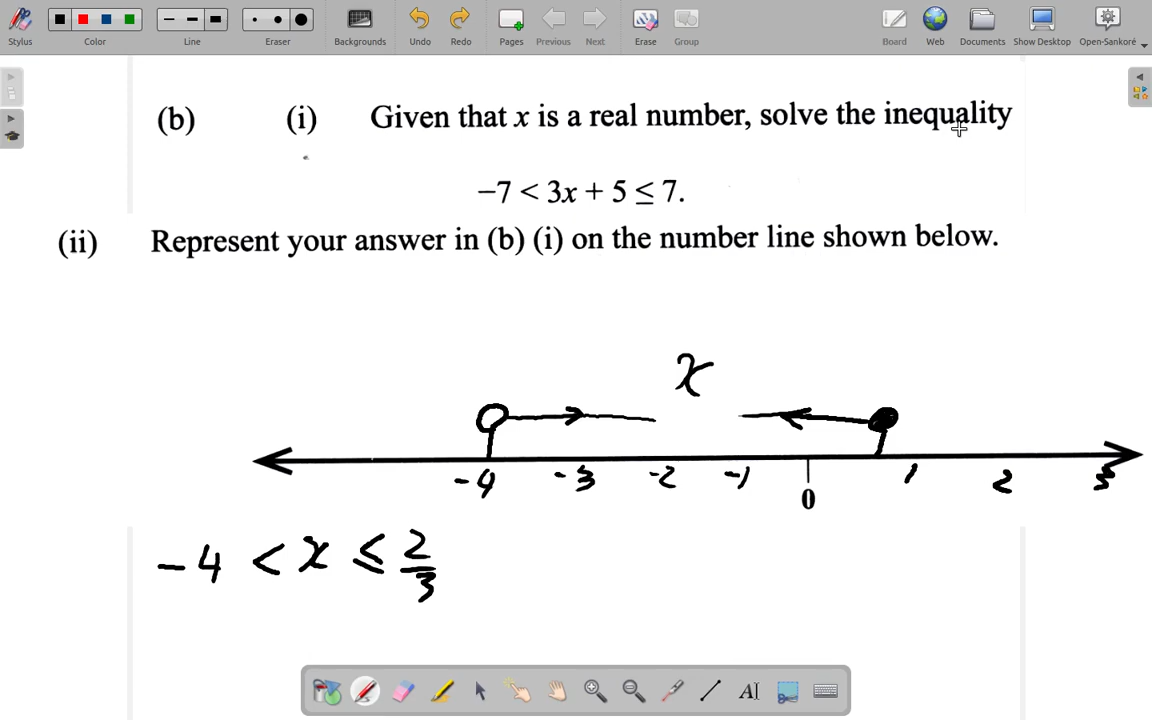 Stylus Color Line Eraser Backgrounds Undo Redo Pages Previous Next Erase Group Board Web Documents Show Desktop Open-Sankoré
(b) (i) Given that x is a real number, solve the inequality
−7 < 3x + 5 ≤ 7.
(ii) Represent your answer in (b) (i) on the number line shown below.
x
-4 -3 -2 -1 0 1 2 3
-4 < x ≤ 2/3
AI